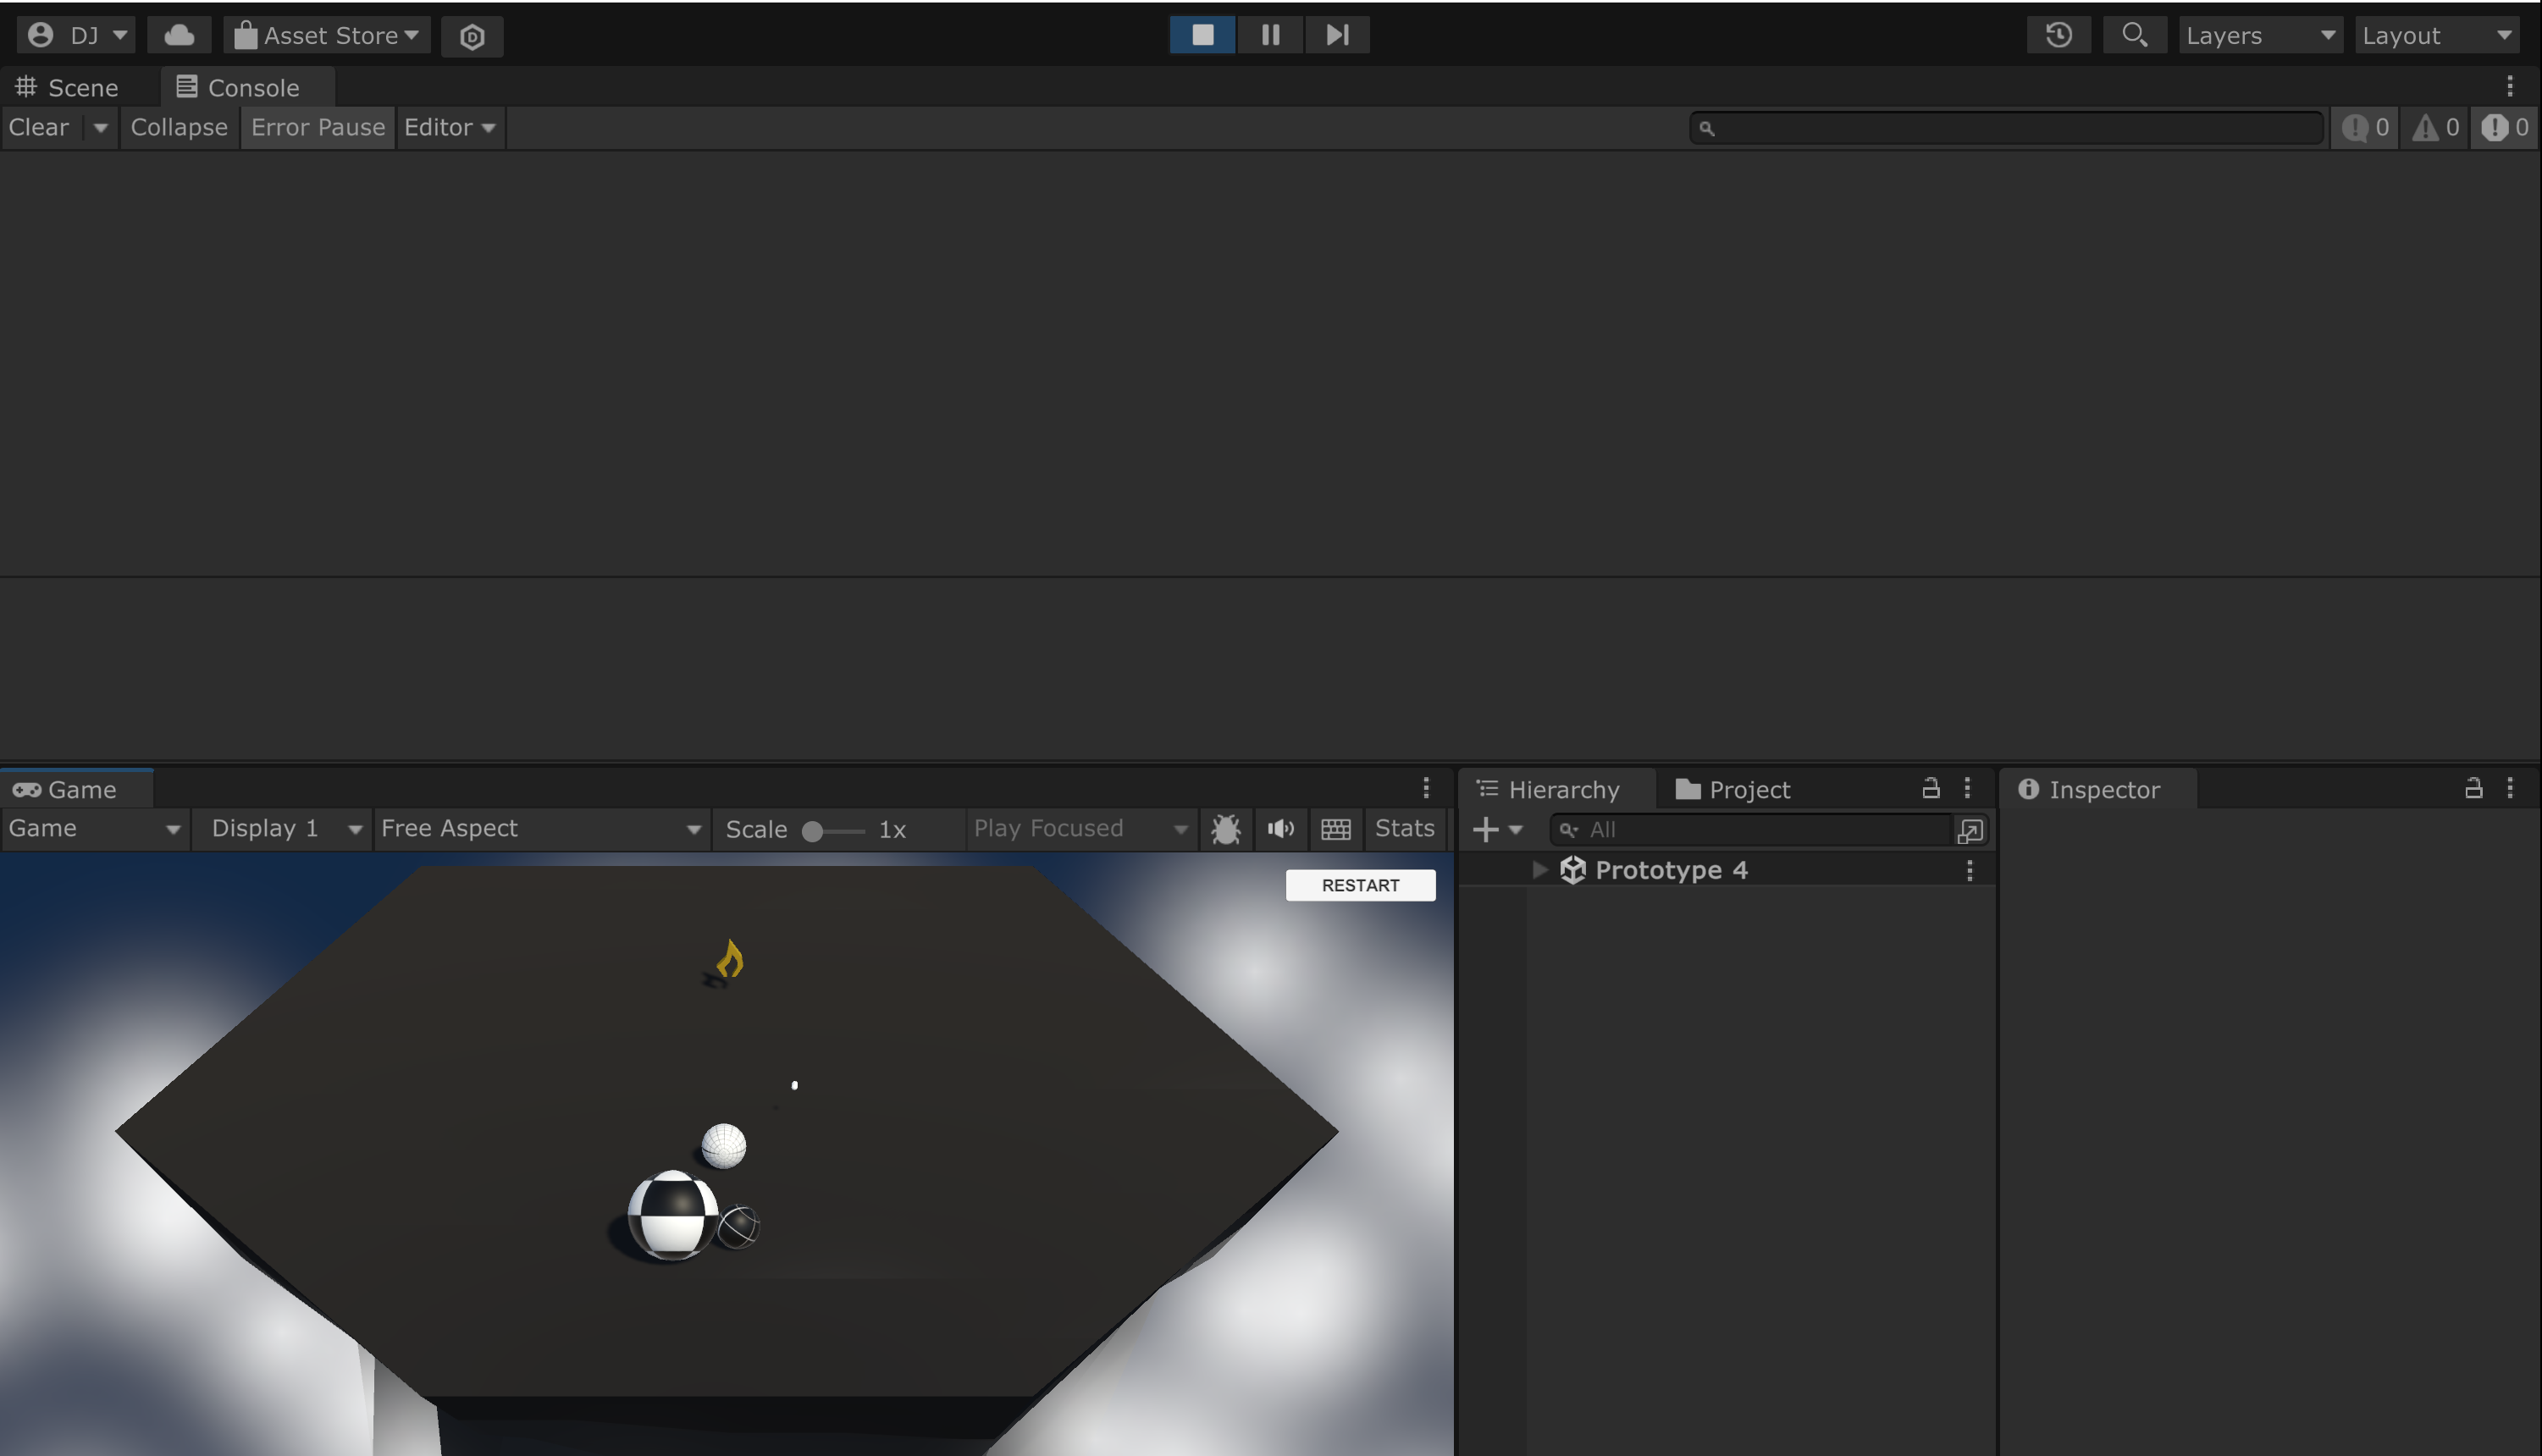 DJ Asset Store Layers Layout
Scene Console
Clear Collapse Error Pause Editor 0 0 0
Game Hierarchy Project Inspector
Game Display 1 Free Aspect Scale 1x Play Focused Stats All
Prototype 4
RESTART